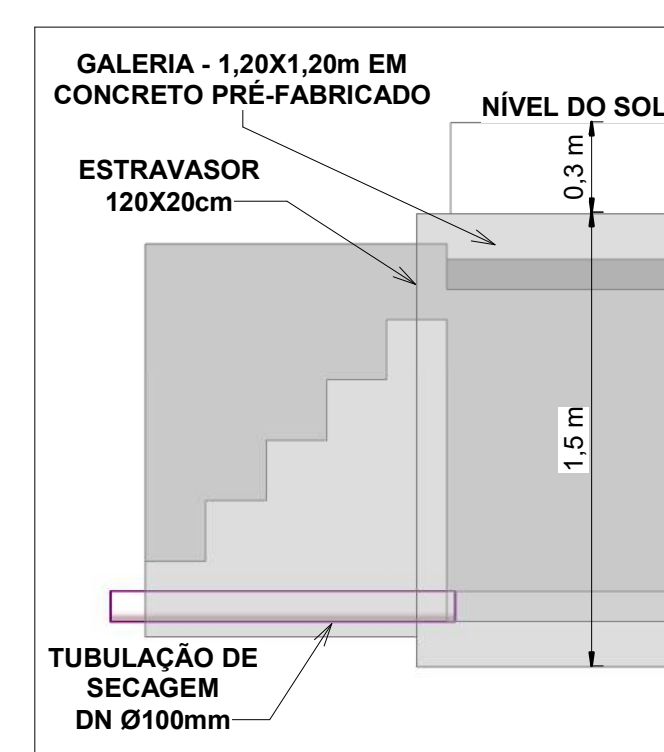 GALERIA - 1,20X1,20m EM
CONCRETO PRÉ-FABRICADO
NÍVEL DO SOL
ESTRAVASOR
120X20cm
0,3 m
1,5 m
TUBULAÇÃO DE
SECAGEM
DN Ø100mm